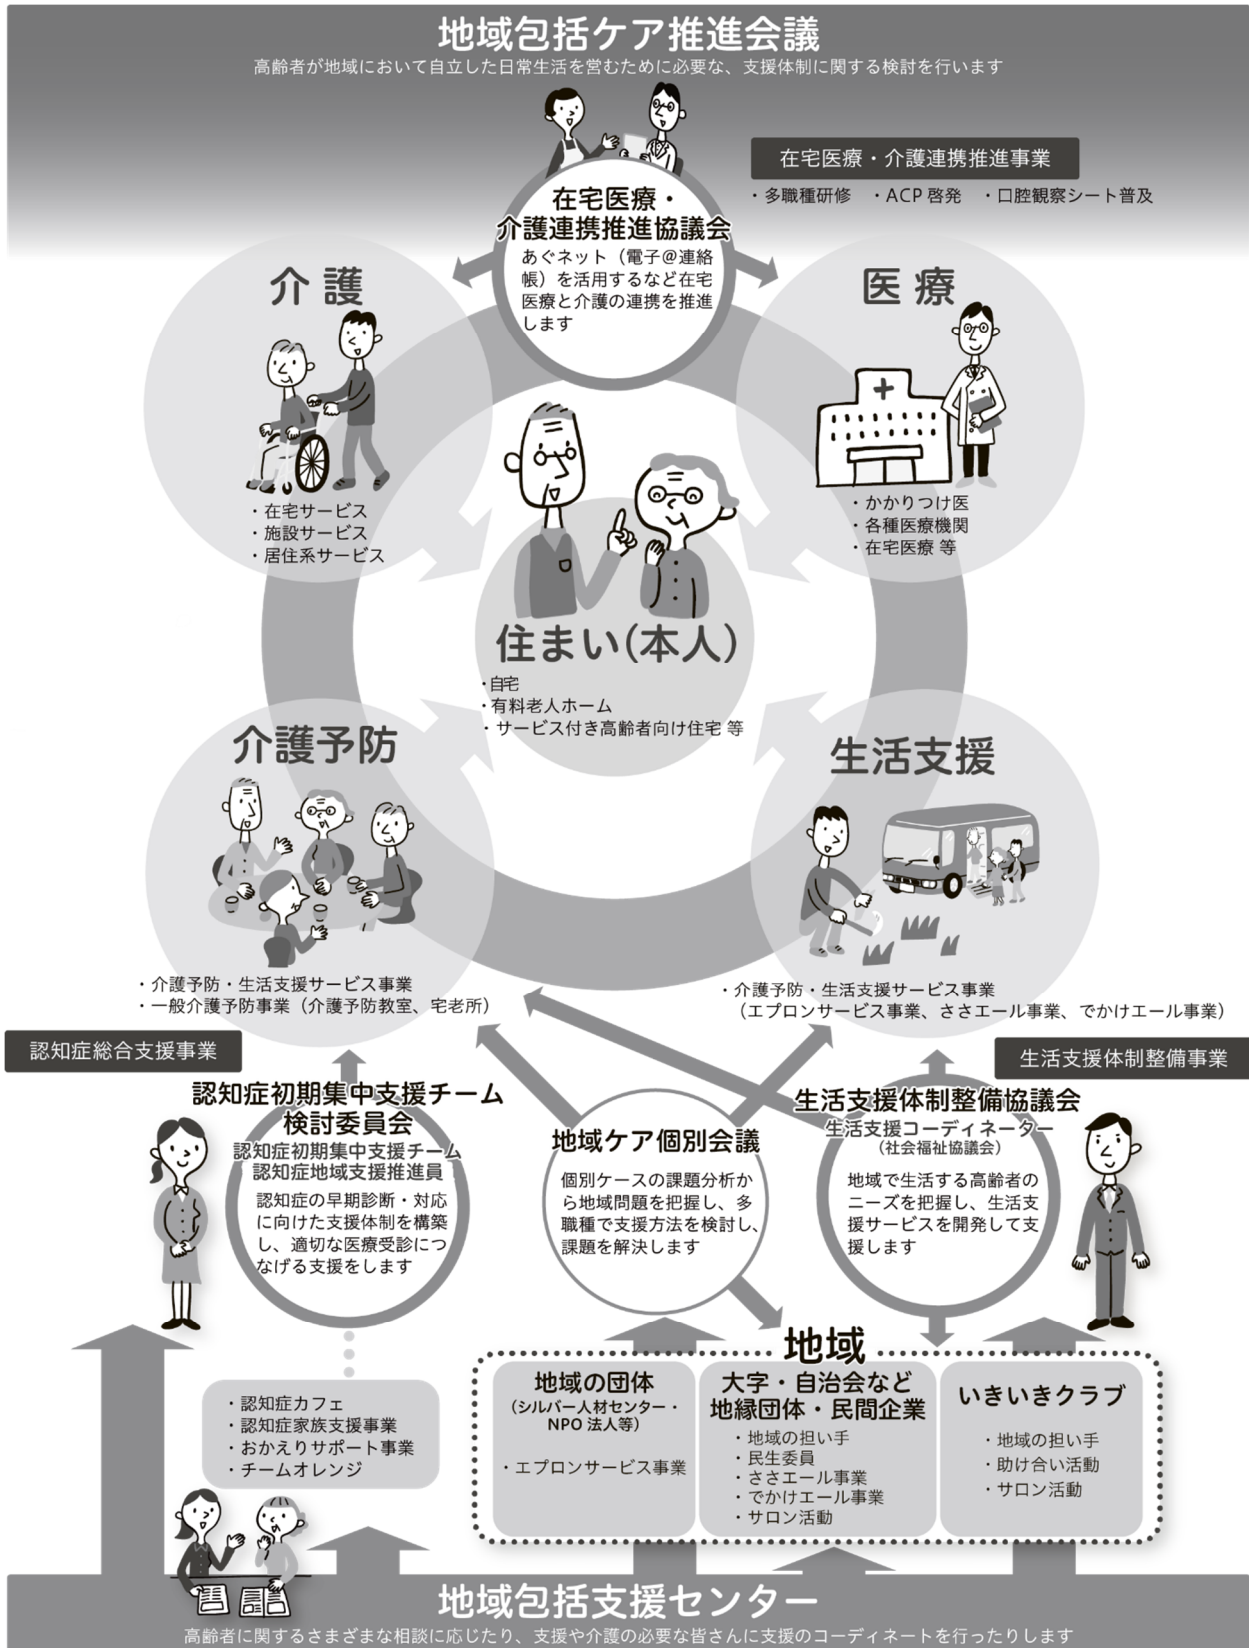 地域包括ケア推進会議
高齢者が地域において自立した日常生活を営むために必要な、支援体制に関する検討を行います
在宅医療・介護連携推進事業
・多職種研修　・ACP 啓発　・口腔観察シート普及
在宅医療・
介護連携推進協議会
あぐネット（電子＠連絡
帳）を活用するなど在宅
医療と介護の連携を推進
します
介護
・在宅サービス
・施設サービス
・居住系サービス
医療
・かかりつけ医
・各種医療機関
・在宅医療 等
住まい(本人)
・自宅
・有料老人ホーム
・サービス付き高齢者向け住宅 等
介護予防
・介護予防・生活支援サービス事業
・一般介護予防事業（介護予防教室、宅老所）
生活支援
・介護予防・生活支援サービス事業
（エプロンサービス事業、ささエール事業、でかけエール事業）
認知症総合支援事業
認知症初期集中支援チーム
検討委員会
認知症初期集中支援チーム
認知症地域支援推進員
認知症の早期診断・対応
に向けた支援体制を構築
し、適切な医療受診につ
なげる支援をします
地域ケア個別会議
個別ケースの課題分析か
ら地域問題を把握し、多
職種で支援方法を検討し、
課題を解決します
生活支援体制整備事業
生活支援体制整備協議会
生活支援コーディネーター
（社会福祉協議会）
地域で生活する高齢者の
ニーズを把握し、生活支
援サービスを開発して支
援します
・認知症カフェ
・認知症家族支援事業
・おかえりサポート事業
・チームオレンジ
地域
地域の団体
（シルバー人材センター・
NPO 法人等）
・エプロンサービス事業
大字・自治会など
地縁団体・民間企業
・地域の担い手
・民生委員
・ささエール事業
・でかけエール事業
・サロン活動
いきいきクラブ
・地域の担い手
・助け合い活動
・サロン活動
地域包括支援センター
高齢者に関するさまざまな相談に応じたり、支援や介護の必要な皆さんに支援のコーディネートを行ったりします